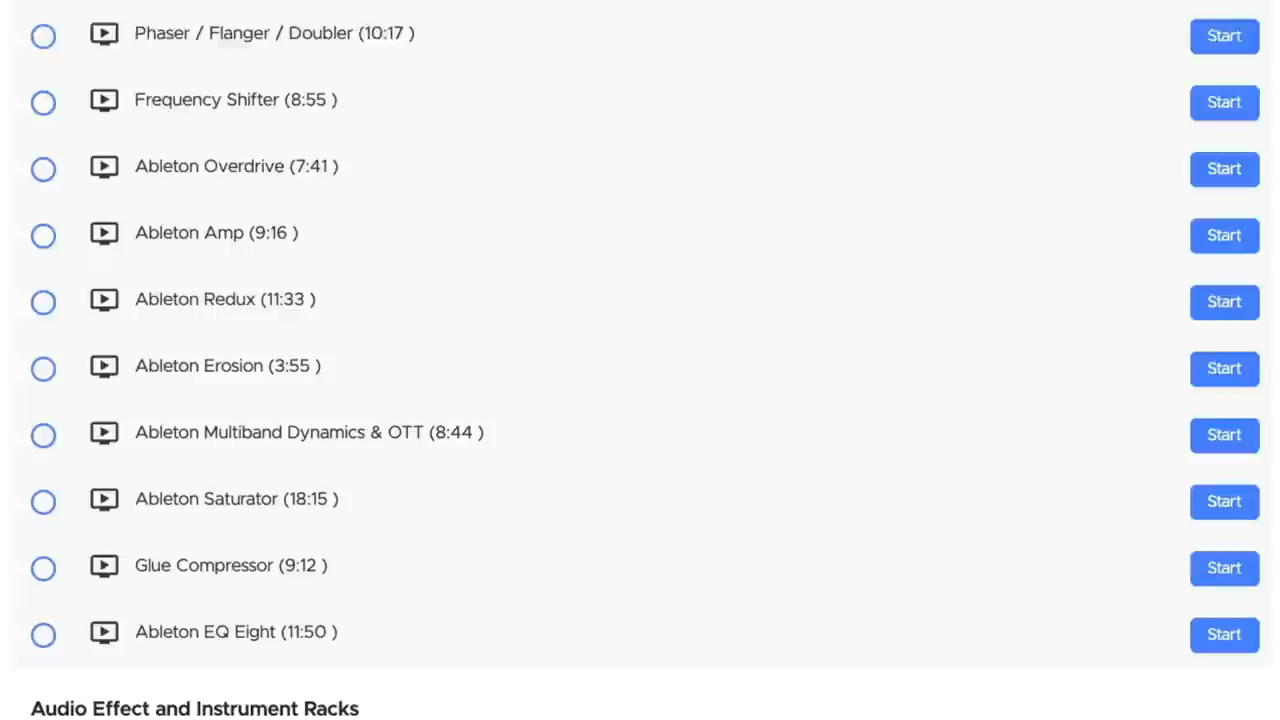 Phaser / Flanger / Doubler (10:17 ) Start
Frequency Shifter (8:55 ) Start
Ableton Overdrive (7:41 ) Start
Ableton Amp (9:16 ) Start
Ableton Redux (11:33 ) Start
Ableton Erosion (3:55 ) Start
Ableton Multiband Dynamics & OTT (8:44 ) Start
Ableton Saturator (18:15 ) Start
Glue Compressor (9:12 ) Start
Ableton EQ Eight (11:50 ) Start
Audio Effect and Instrument Racks